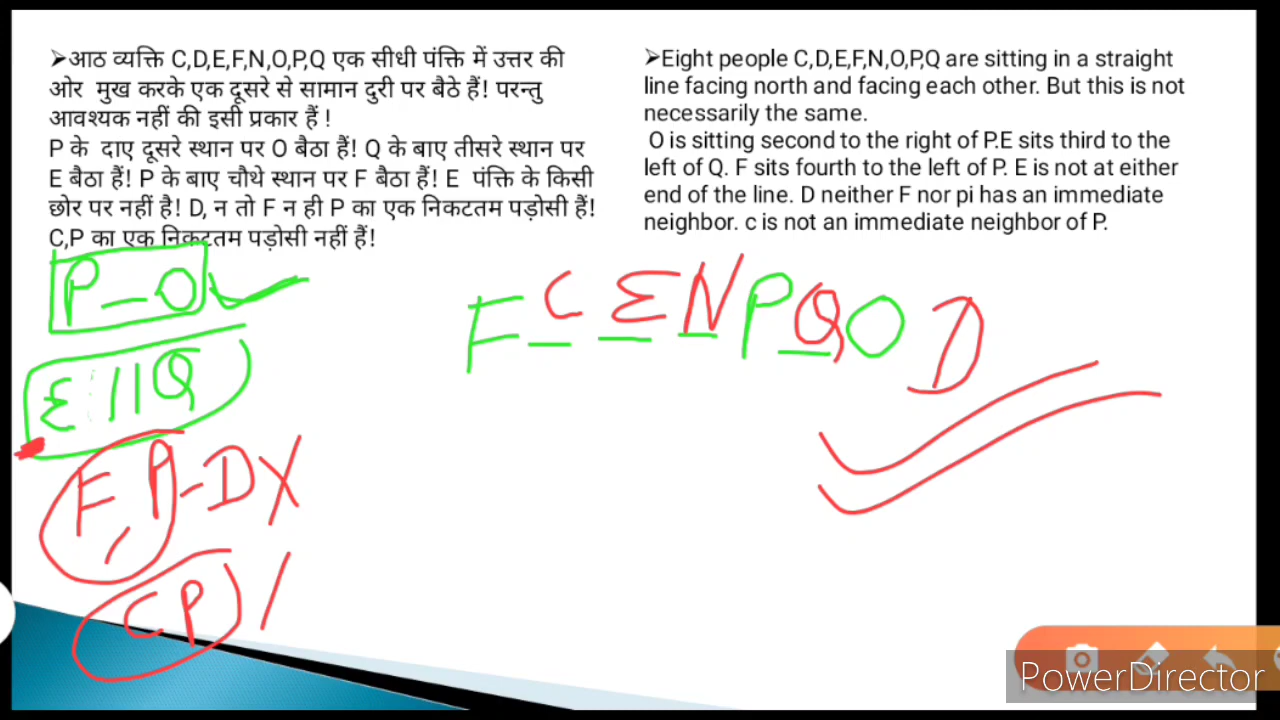 ➢आठ व्यक्ति C,D,E,F,N,O,P,Q एक सीधी पंक्ति में उत्तर की
ओर मुख करके एक दूसरे से सामान दुरी पर बैठे हैं! परन्तु
आवश्यक नहीं की इसी प्रकार हैं !
P के दाए दूसरे स्थान पर O बैठा हैं! Q के बाए तीसरे स्थान पर
E बैठा हैं! P के बाए चौथे स्थान पर F बैठा हैं! E पंक्ति के किसी
छोर पर नहीं है! D, न तो F न ही P का एक निकटतम पड़ोसी हैं!
C,P का एक निकटतम पड़ोसी नहीं हैं!
➢Eight people C,D,E,F,N,O,P,Q are sitting in a straight
line facing north and facing each other. But this is not
necessarily the same.
O is sitting second to the right of P.E sits third to the
left of Q. F sits fourth to the left of P. E is not at either
end of the line. D neither F nor pi has an immediate
neighbor. c is not an immediate neighbor of P.
P _ O
E | | Q
F, P - D X
C P
F C E N P Q O D
PowerDirector